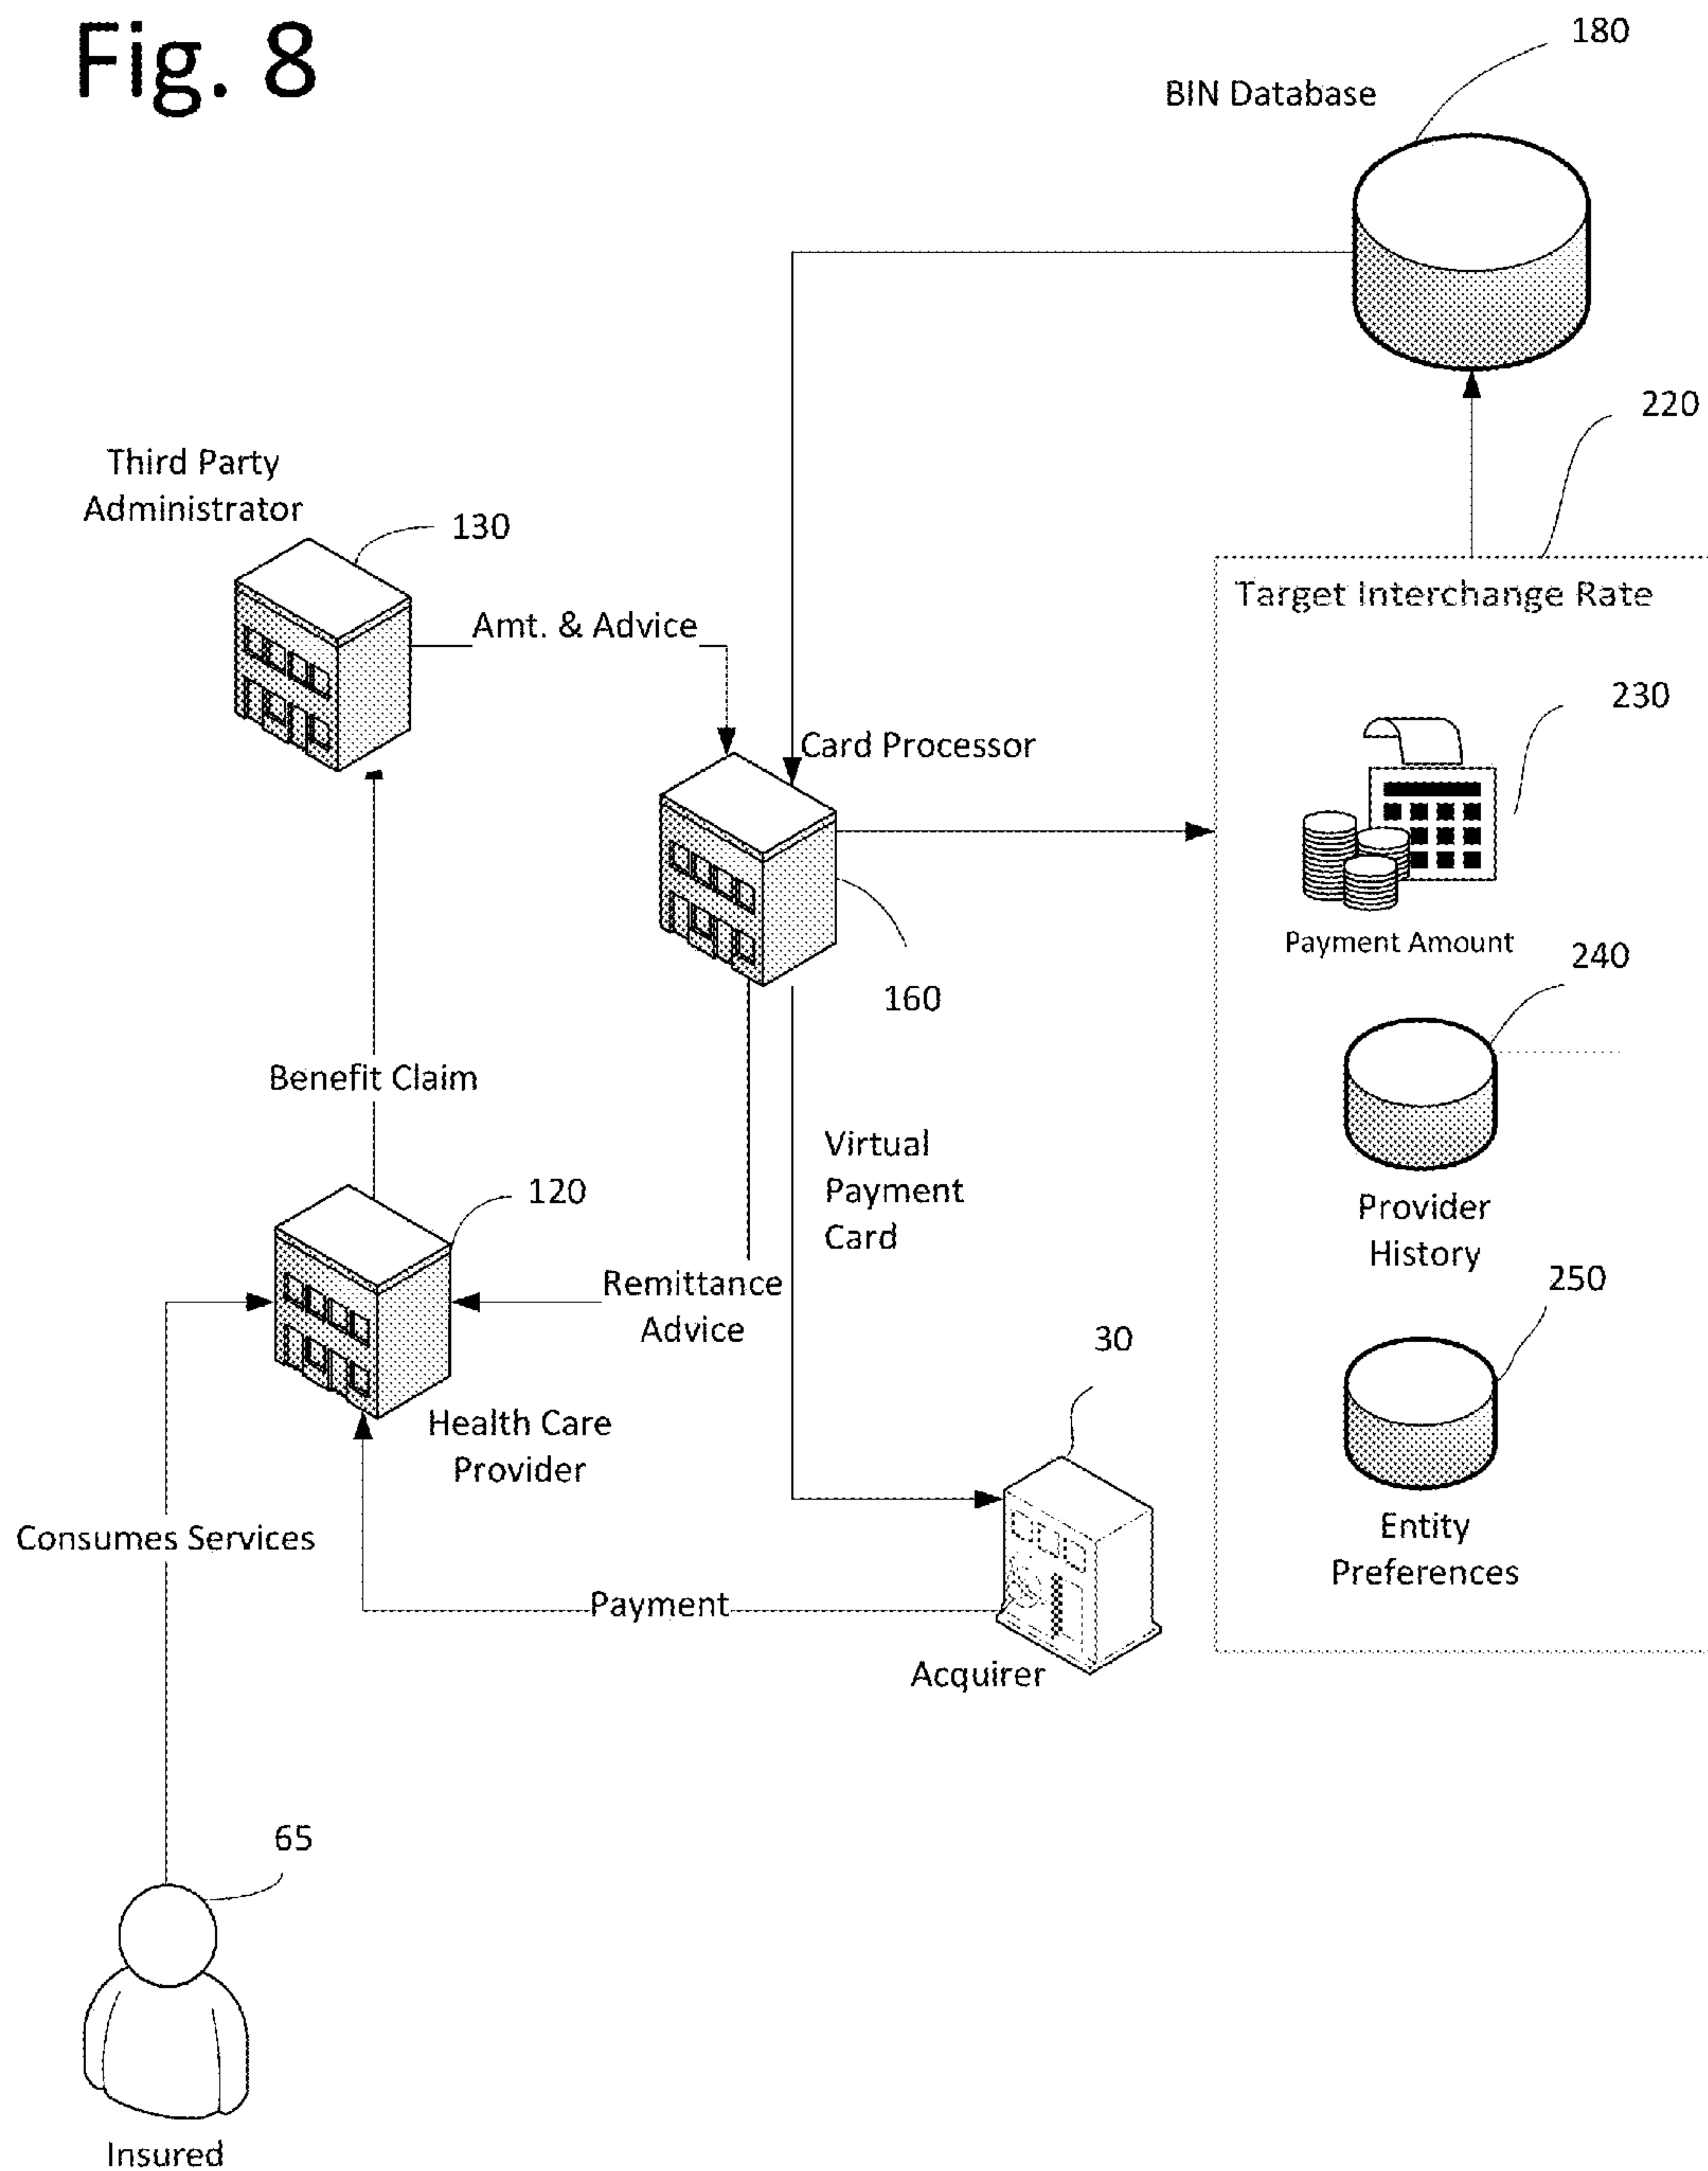 Fig. 8
180
BIN Database
220
Third Party
Administrator
130
Amt. & Advice
Target Interchange Rate
230
Card Processor
Payment Amount
240
160
Benefit Claim
Virtual
Payment
Card
120
Provider
History
Remittance
Advice
250
30
Health Care
Provider
Entity
Preferences
Consumes Services
Payment
Acquirer
65
Insured